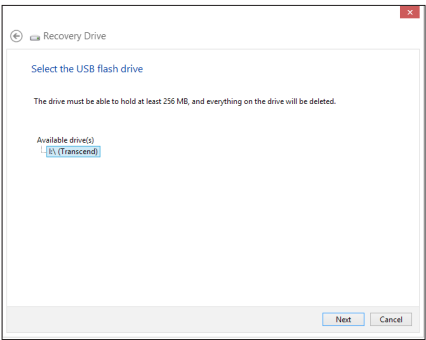 Recovery Drive
Select the USB flash drive
The drive must be able to hold at least 256 MB, and everything on the drive will be deleted.
Available drive(s)
I:\ (Transcend)
Next Cancel